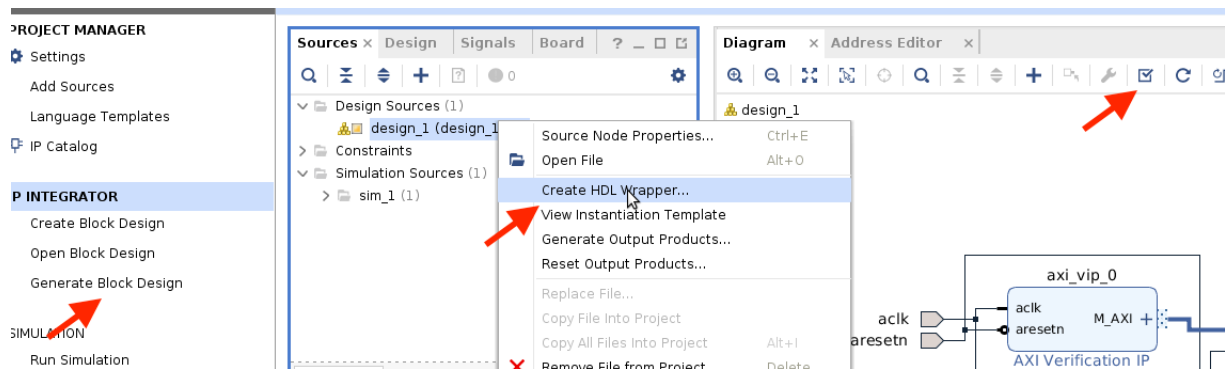 PROJECT MANAGER
Settings
Add Sources
Language Templates
IP Catalog
P INTEGRATOR
Create Block Design
Open Block Design
Generate Block Design
SIMULATION
Run Simulation
Sources × Design Signals Board ? _
0
Design Sources (1)
design_1 (design_1
Constraints
Simulation Sources (1)
sim_1 (1)
Source Node Properties... Ctrl+E
Open File Alt+O
Create HDL Wrapper...
View Instantiation Template
Generate Output Products...
Reset Output Products...
Replace File...
Copy File Into Project
Copy All Files Into Project Alt+I
Remove File from Project Delete
Diagram × Address Editor ×
design_1
axi_vip_0
aclk
aresetn
aclk
aresetn
M_AXI
AXI Verification IP